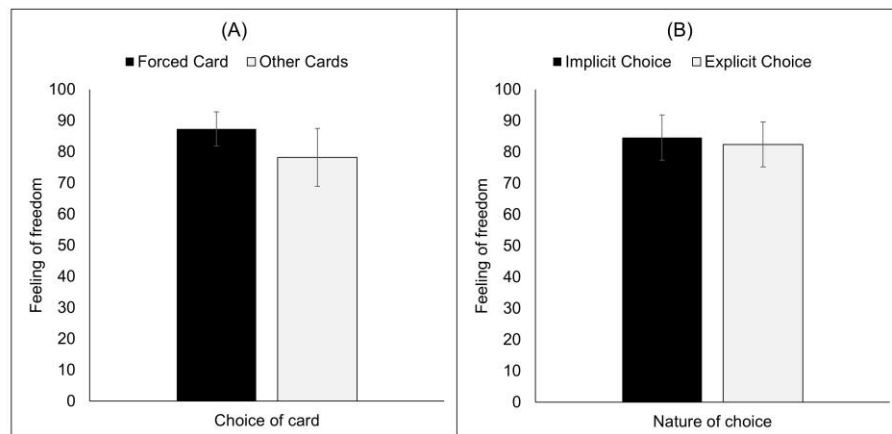 (A)
■Forced Card □Other Cards
100
90
80
70
60
50
40
30
20
10
0
Feeling of freedom
Choice of card
(B)
■Implicit Choice □Explicit Choice
100
90
80
70
60
50
40
30
20
10
0
Feeling of freedom
Nature of choice